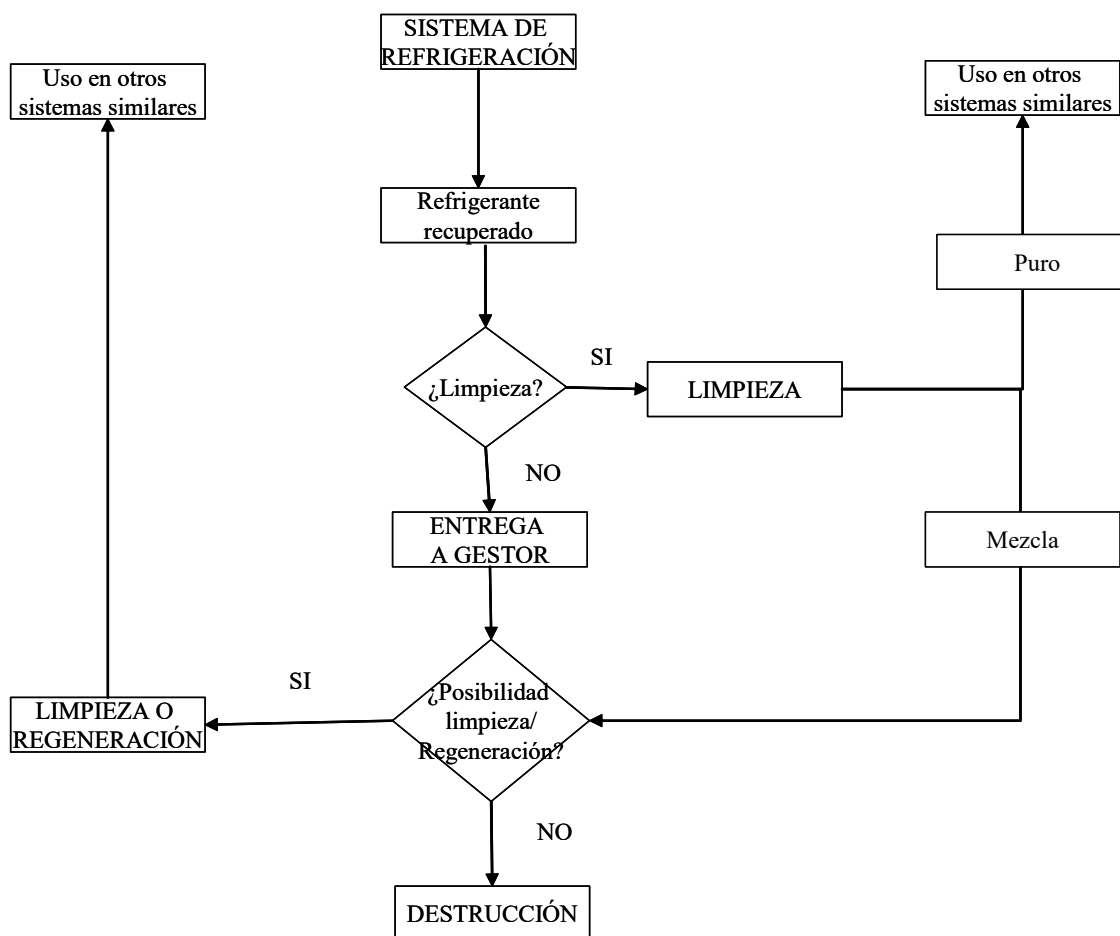 SISTEMA DE
REFRIGERACIÓN
Uso en otros
sistemas similares
Uso en otros
sistemas similares
Refrigerante
recuperado
Puro
SI
¿Limpieza?
LIMPIEZA
NO
ENTREGA
A GESTOR
Mezcla
SI
¿Posibilidad
limpieza/
Regeneración?
LIMPIEZA O
REGENERACIÓN
NO
DESTRUCCIÓN